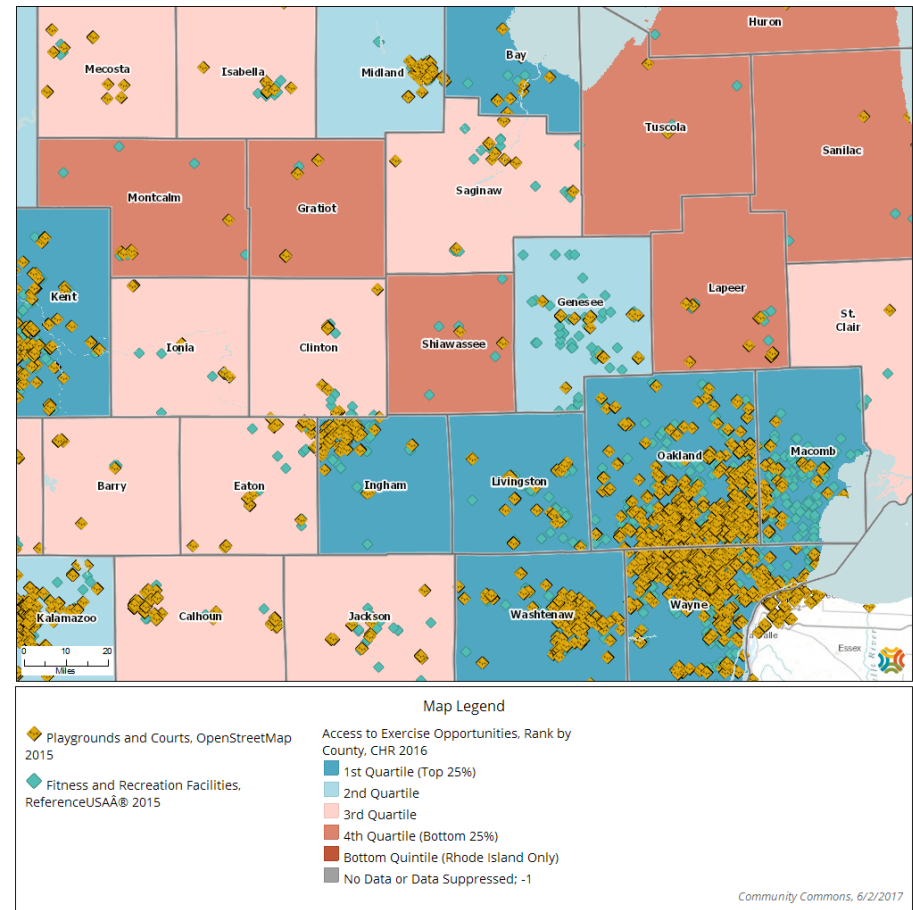 Huron
Bay
Mecosta
Isabella
Midland
Tuscola
Sanilac
Saginaw
Montcalm
Gratiot
Kent
Genesee
Lapeer
St.
Clair
Ionia
Clinton
Shiawassee
Oakland
Macomb
Barry
Eaton
Ingham
Livingston
Kalamazoo
Calhoun
Jackson
Washtenaw
Wayne
Essex
0 10 20
Miles
Map Legend
Playgrounds and Courts, OpenStreetMap
2015
Fitness and Recreation Facilities,
ReferenceUSAÂ® 2015
Access to Exercise Opportunities, Rank by
County, CHR 2016
1st Quartile (Top 25%)
2nd Quartile
3rd Quartile
4th Quartile (Bottom 25%)
Bottom Quintile (Rhode Island Only)
No Data or Data Suppressed; -1
Community Commons, 6/2/2017